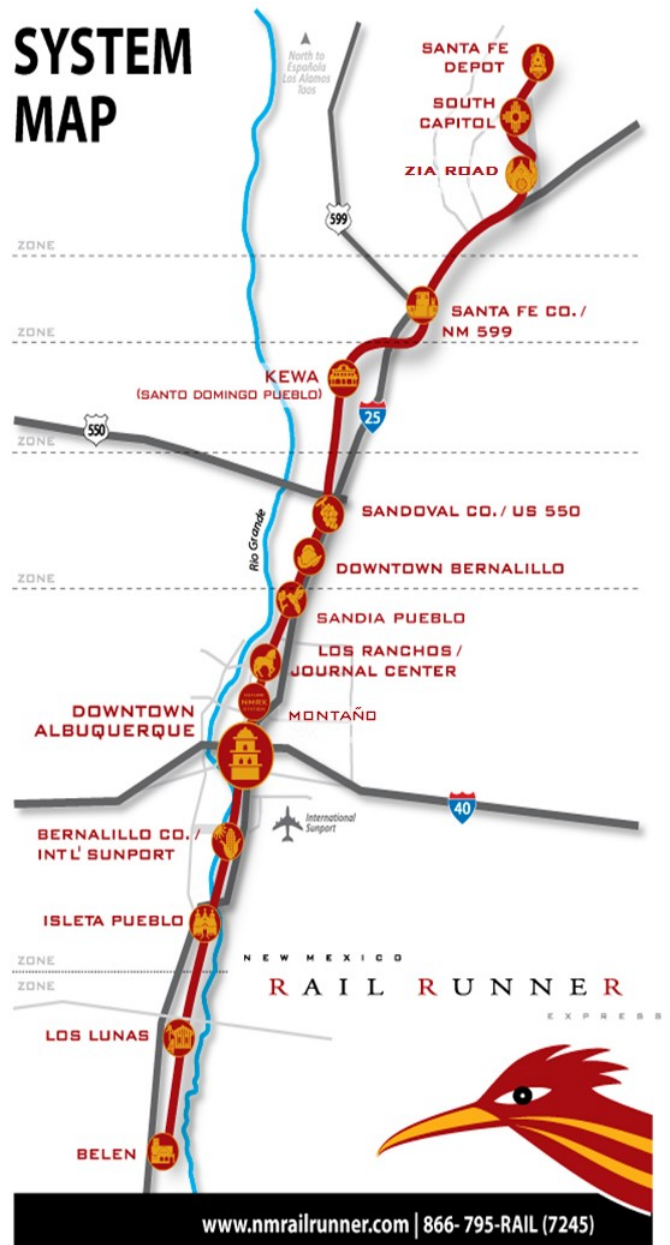 SYSTEM
MAP
North to
Española
Los Alamos
Taos
SANTA FE
DEPOT
SOUTH
CAPITOL
ZIA ROAD
599
ZONE
SANTA FE CO. /
NM 599
ZONE
KEWA
(SANTO DOMINGO PUEBLO)
25
550
ZONE
SANDOVAL CO. / US 550
Rio Grande
DOWNTOWN BERNALILLO
ZONE
SANDIA PUEBLO
LOS RANCHOS /
JOURNAL CENTER
NMRX
STATION
MONTAÑO
DOWNTOWN
ALBUQUERQUE
40
International
Sunport
BERNALILLO CO. /
INTL' SUNPORT
ISLETA PUEBLO
ZONE
ZONE
NEW MEXICO
RAIL RUNNER
EXPRESS
LOS LUNAS
BELEN
www.nmrailrunner.com | 866- 795-RAIL (7245)